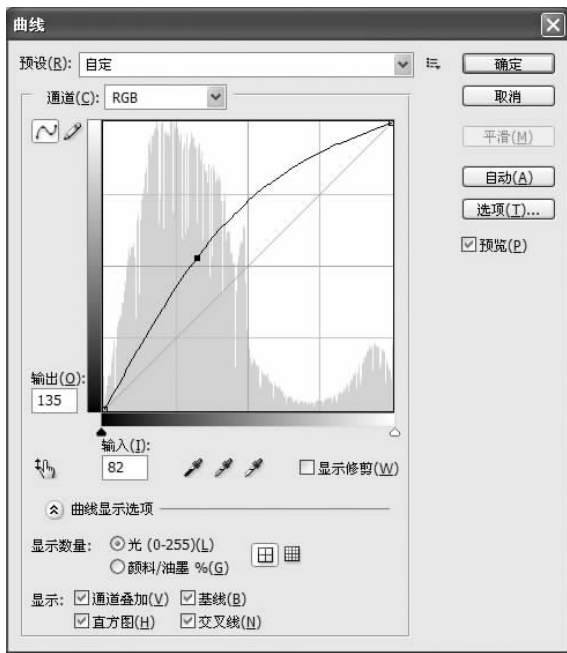 曲线
预设(R): 自定
确定
通道(C): RGB
取消
平滑(M)
自动(A)
选项(T)...
预览(P)
输出(O):
135
输入(I):
82
显示修剪(W)
曲线显示选项
显示数量: 光 (0-255)(L)
颜料/油墨 %(G)
显示: 通道叠加(V) 基线(B)
直方图(H) 交叉线(N)